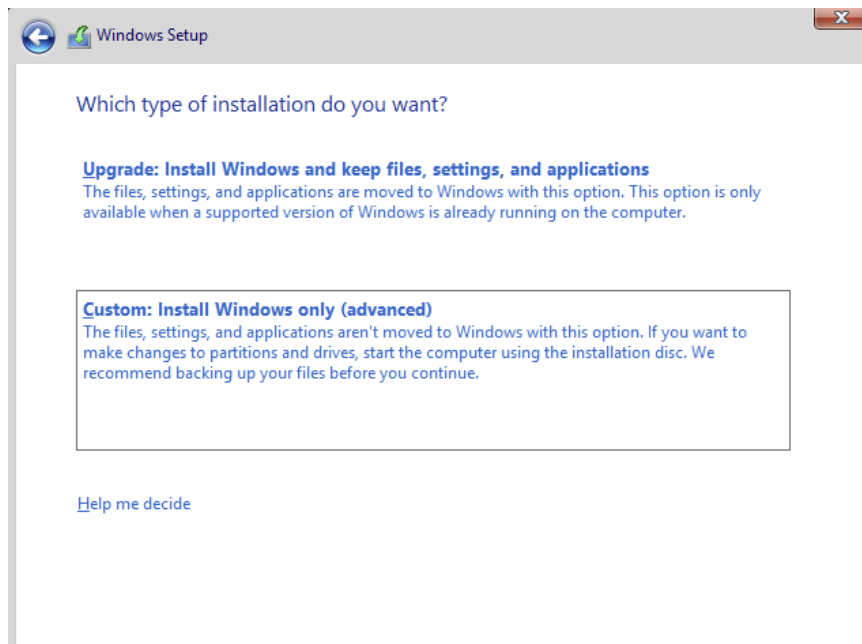 Windows Setup
Which type of installation do you want?
Upgrade: Install Windows and keep files, settings, and applications
The files, settings, and applications are moved to Windows with this option. This option is only
available when a supported version of Windows is already running on the computer.
Custom: Install Windows only (advanced)
The files, settings, and applications aren't moved to Windows with this option. If you want to
make changes to partitions and drives, start the computer using the installation disc. We
recommend backing up your files before you continue.
Help me decide